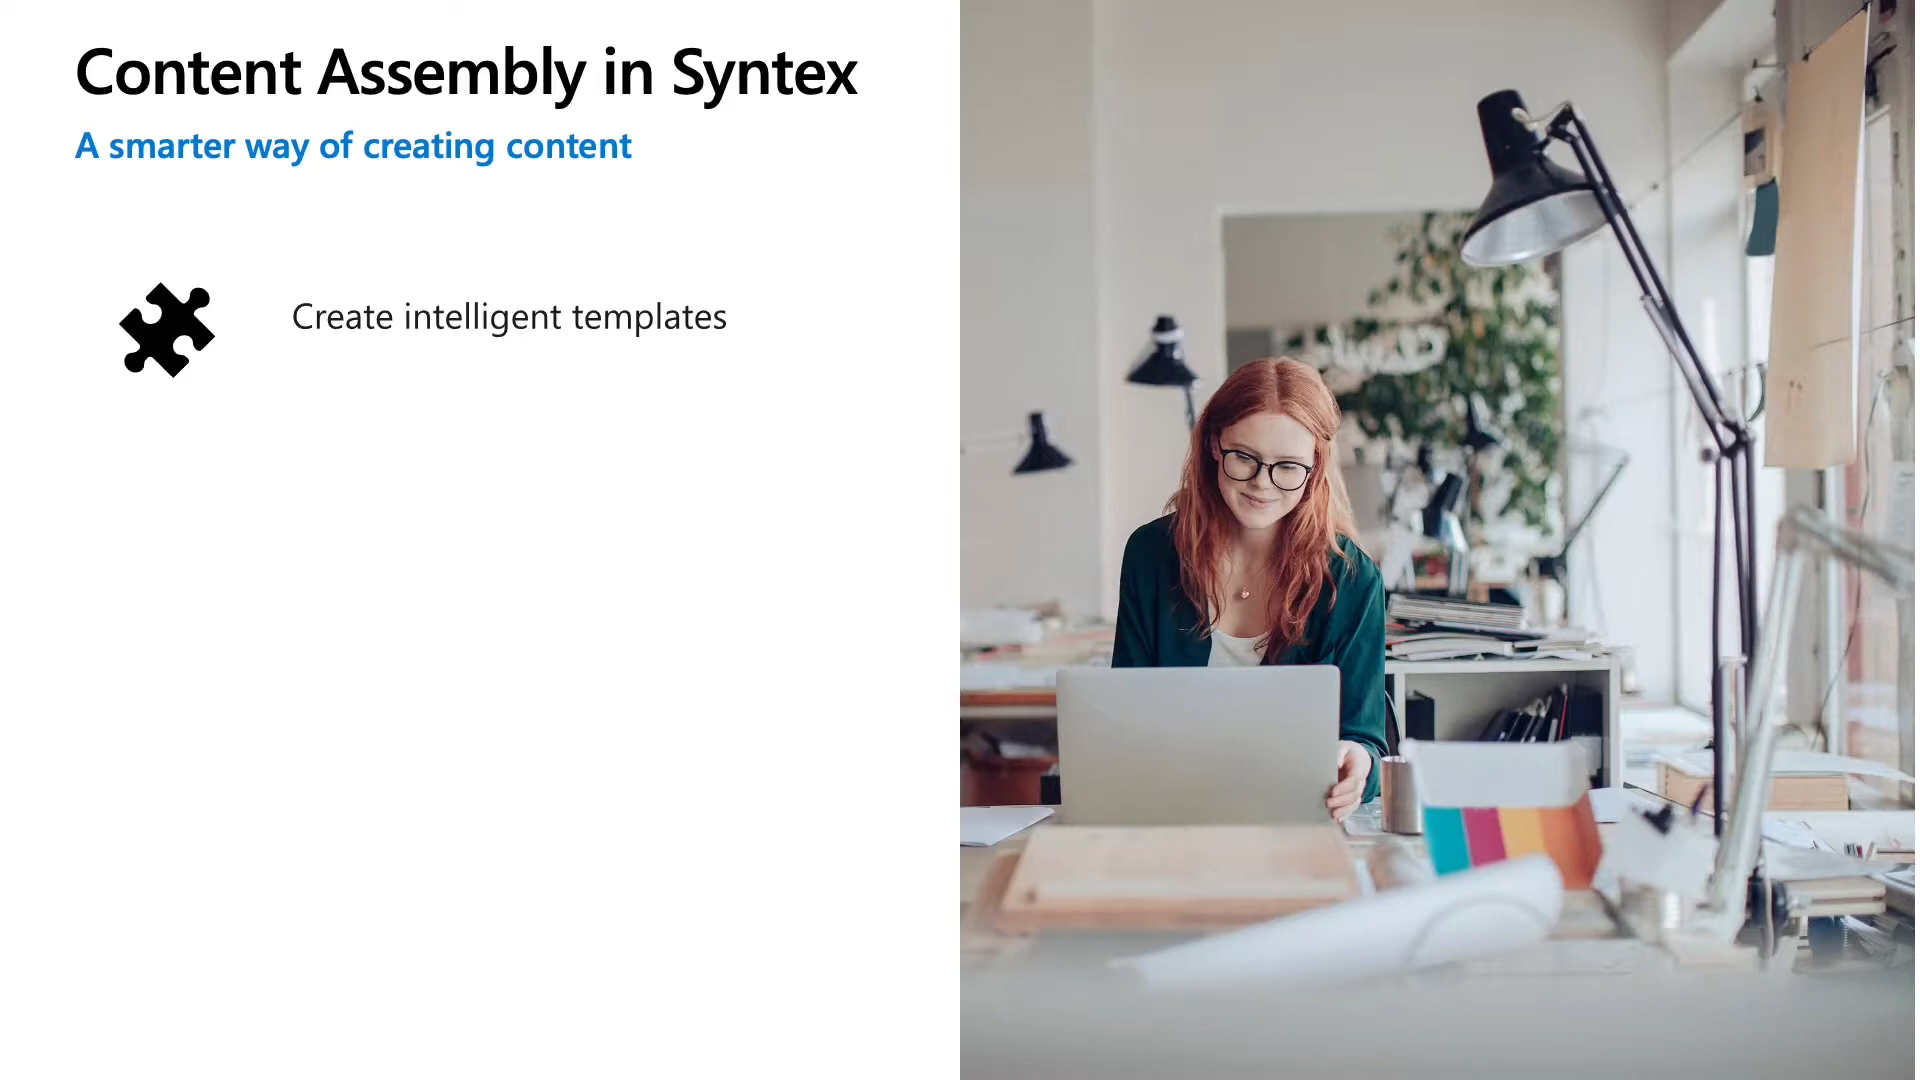 Content Assembly in Syntex
A smarter way of creating content
Create intelligent templates